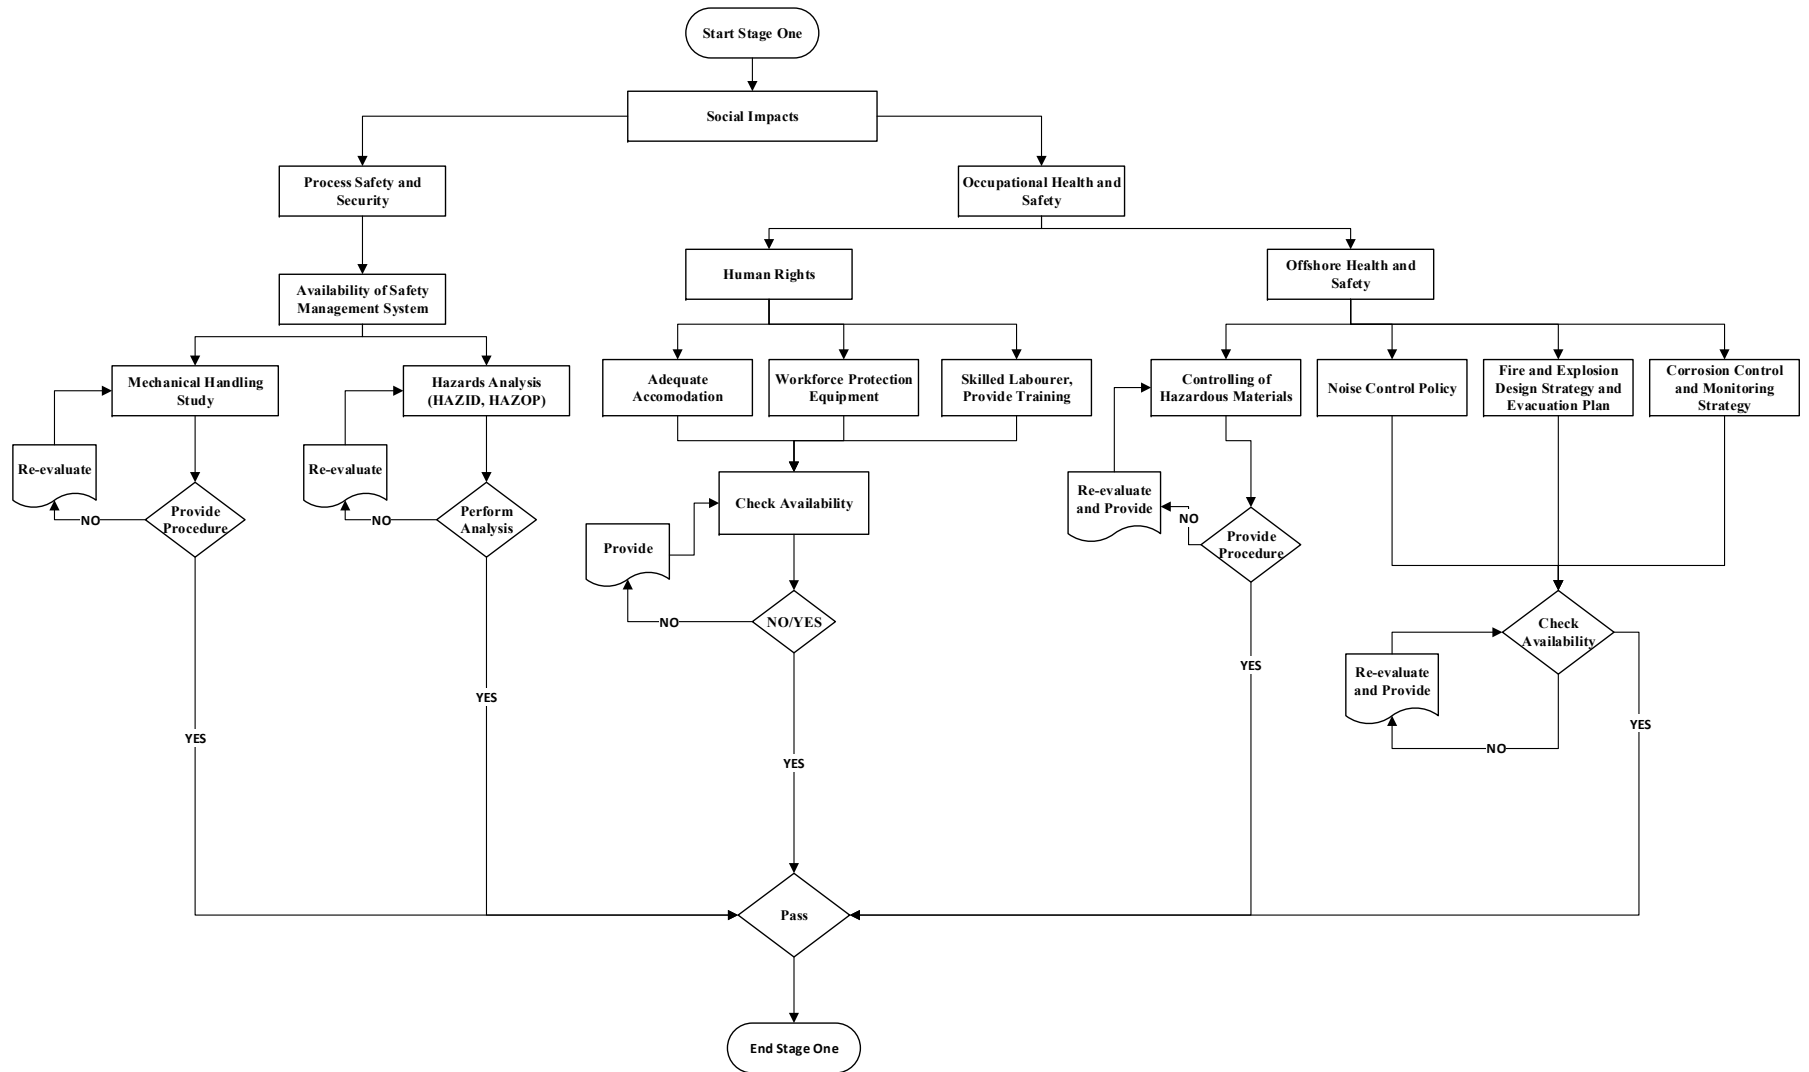 Start Stage One
Social Impacts
Process Safety and
Security
Occupational Health and
Safety
Availability of Safety
Management System
Human Rights
Offshore Health and
Safety
Mechanical Handling
Study
Hazards Analysis
(HAZID, HAZOP)
Adequate
Accomodation
Workforce Protection
Equipment
Skilled Labourer,
Provide Training
Controlling of
Hazardous Materials
Noise Control Policy
Fire and Explosion
Design Strategy and
Evacuation Plan
Corrosion Control
and Monitoring
Strategy
Re-evaluate
NO
Provide
Procedure
Re-evaluate
NO
Perform
Analysis
Check Availability
Provide
NO
NO/YES
Re-evaluate
and Provide
NO
Provide
Procedure
Check
Availability
Re-evaluate
and Provide
NO
YES
YES
YES
YES
YES
Pass
End Stage One